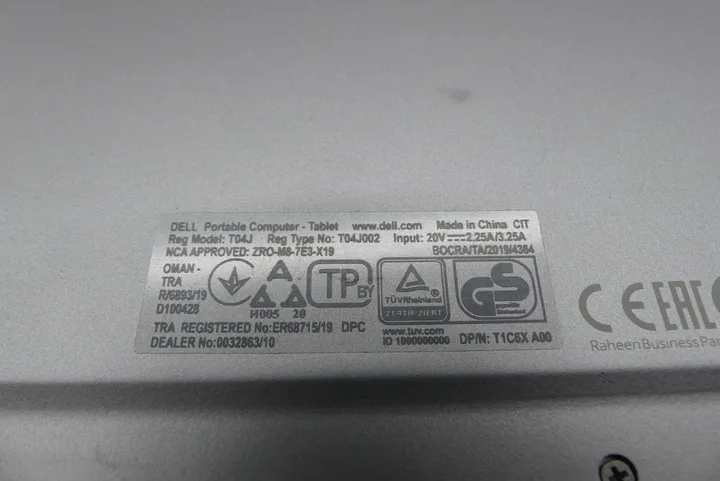 DELL Portable Computer - Tablet www.dell.com Made in China CIT
Reg Model: T04J Reg Type No: T04J002 Input: 20V⎓2.25A/3.25A
NCA APPROVED: ZRO-M8-7E3-X19 BOCRA/TA/2019/4364
OMAN -
TRA
R/6893/19
D100428
И005 20
TP
BY
TÜVRheinland
ZERTIFIZIERT
GS
www.tuv.com
ID 1000000000
TRA REGISTERED No:ER68715/19 DPC
DEALER No:0032863/10
DP/N: T1C6X A00
CE EAC
RaheenBusinessPar